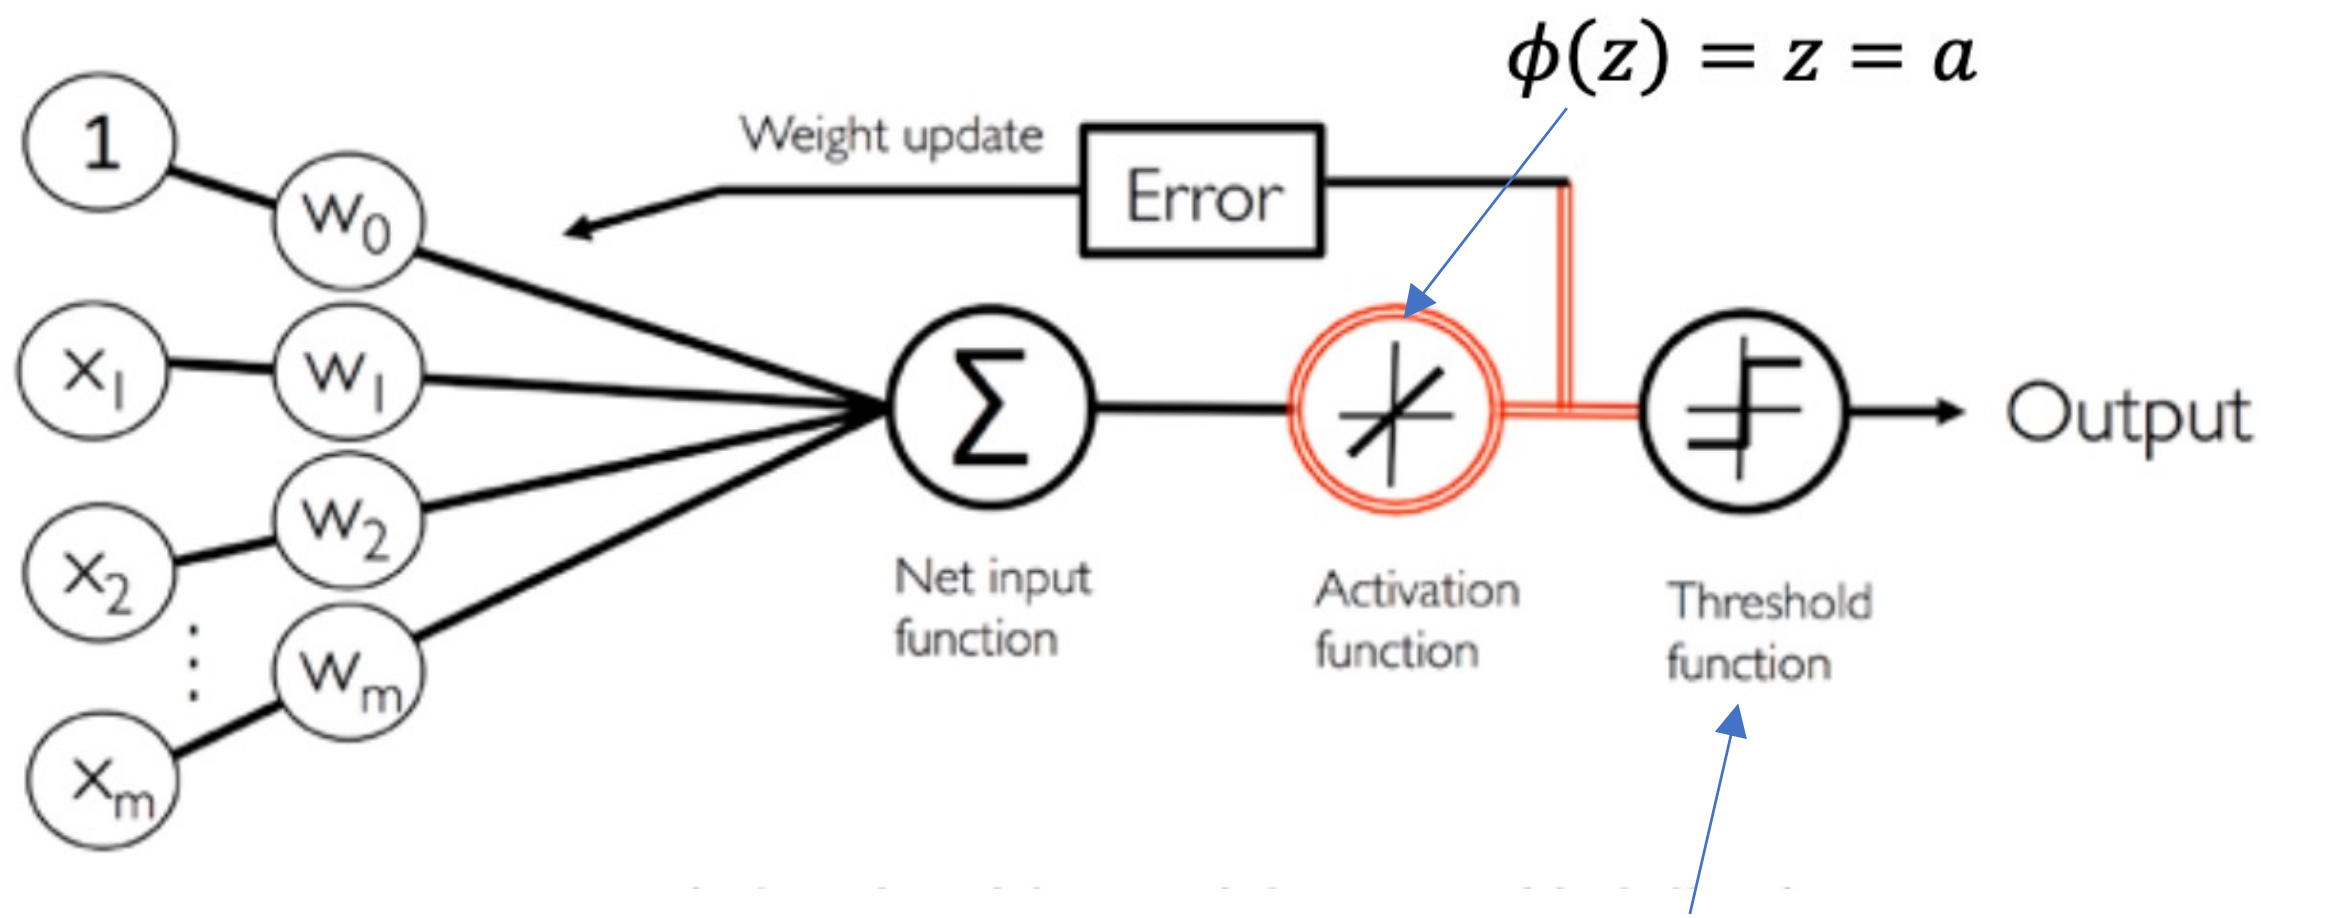 ϕ(z) = z = a
1
w0
Weight update
Error
x1
w1
Σ
Output
x2
w2
Net input
function
Activation
function
Threshold
function
wm
xm